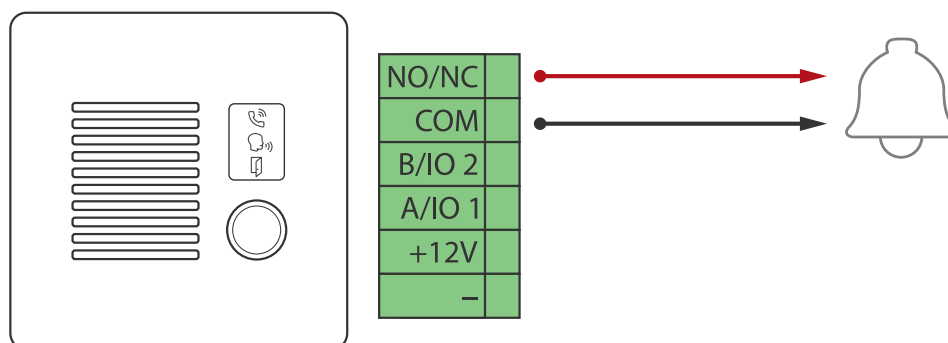 NO/NC
COM
B/IO 2
A/IO 1
+12V
–